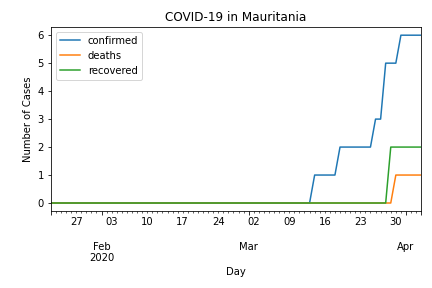 COVID-19 in Mauritania
confirmed
deaths
recovered
Number of Cases
6
5
4
3
2
1
0
27 03 10 17 24 02 09 16 23 30
Feb Mar Apr
2020
Day